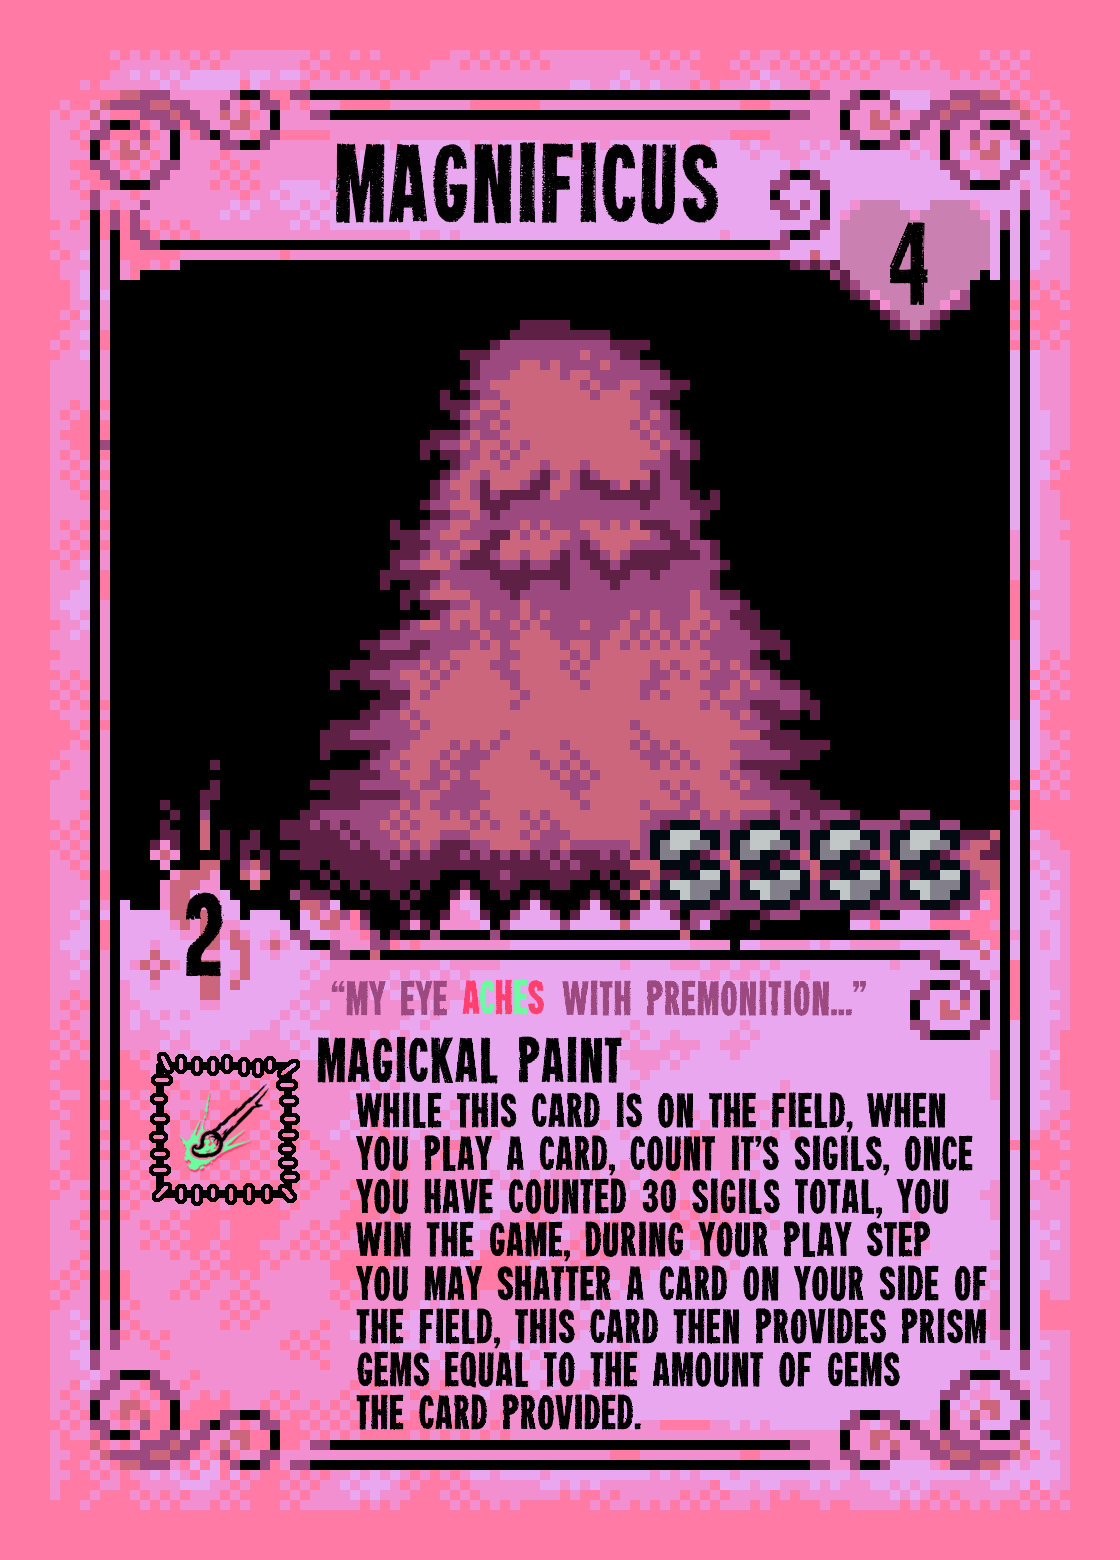 MAGNIFICUS
4
2
“MY EYE ACHES WITH PREMONITION...”
MAGICKAL PAINT
WHILE THIS CARD IS ON THE FIELD, WHEN
YOU PLAY A CARD, COUNT IT’S SIGILS, ONCE
YOU HAVE COUNTED 30 SIGILS TOTAL, YOU
WIN THE GAME, DURING YOUR PLAY STEP
YOU MAY SHATTER A CARD ON YOUR SIDE OF
THE FIELD, THIS CARD THEN PROVIDES PRISM
GEMS EQUAL TO THE AMOUNT OF GEMS
THE CARD PROVIDED.